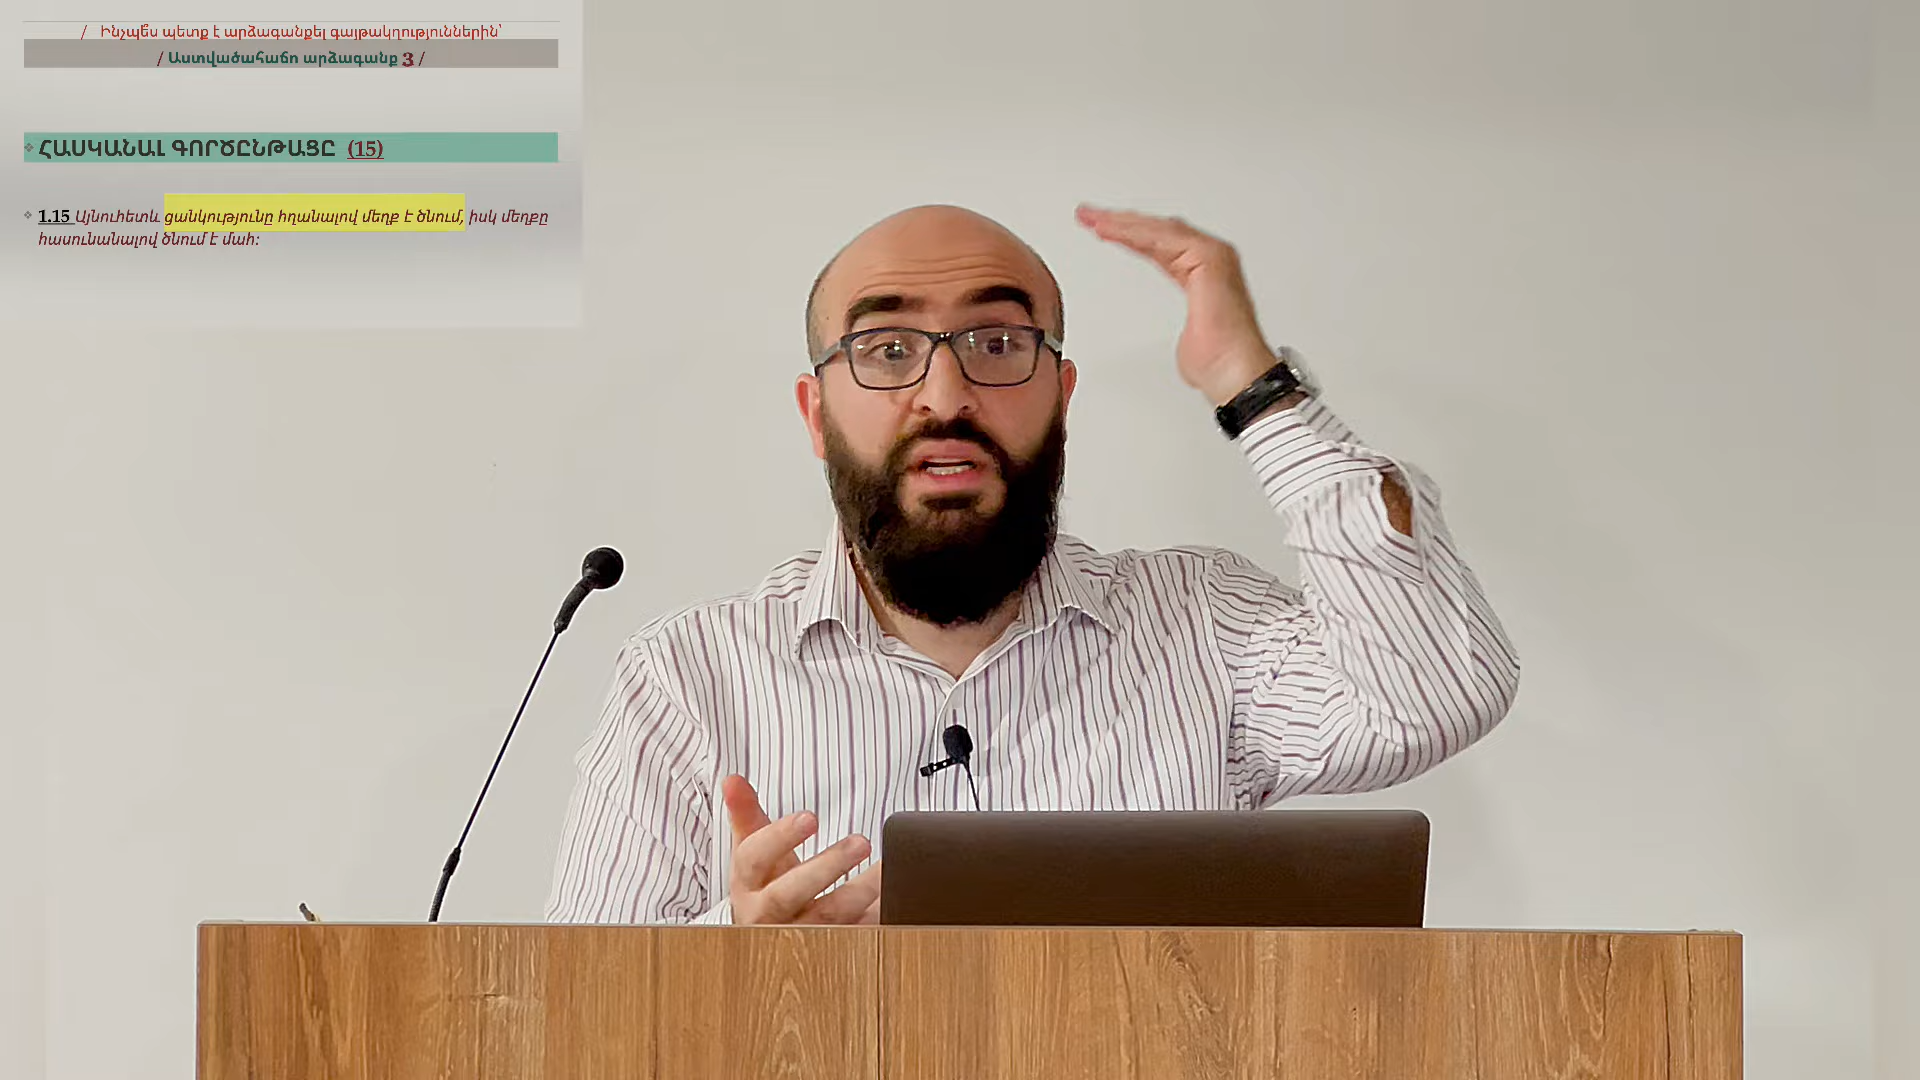 / Ինչպե՞ս պետք է արձագանքել գայթակղություններին՝
/ Աստվածահաճո արձագանք 3 /
ՀԱՍԿԱՆԱԼ ԳՈՐԾԸՆԹԱՑԸ (15)
1.15 Այնուհետև ցանկությունը հղանալով մեղք է ծնում, իսկ մեղքը
հասունանալով ծնում է մահ։